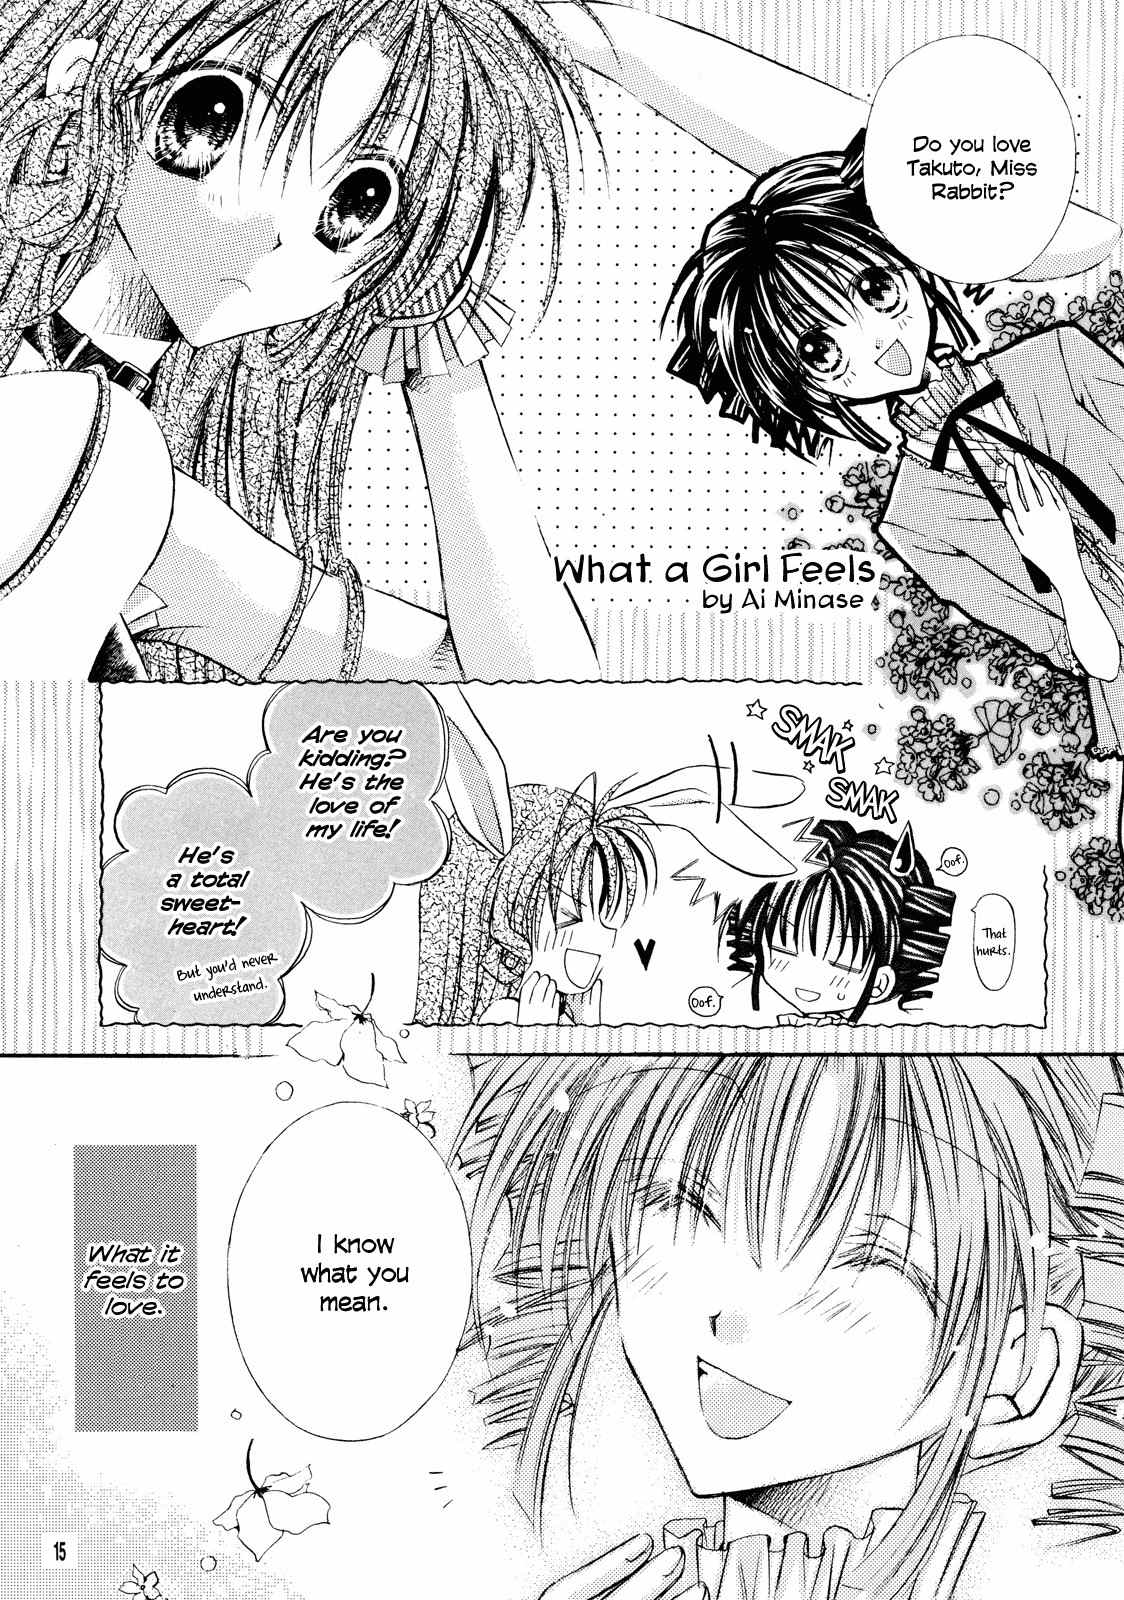 Do you love
Takuto, Miss
Rabbit?
What a Girl Feels
by Ai Minase
SMAK
SMAK
Are you
kidding?
He's the
love of
my life!
He's
a total
sweet-
heart!
But you'd never
understand.
Oof.
That
hurts.
Oof.
I know
what you
mean.
What it
feels to
love.
15